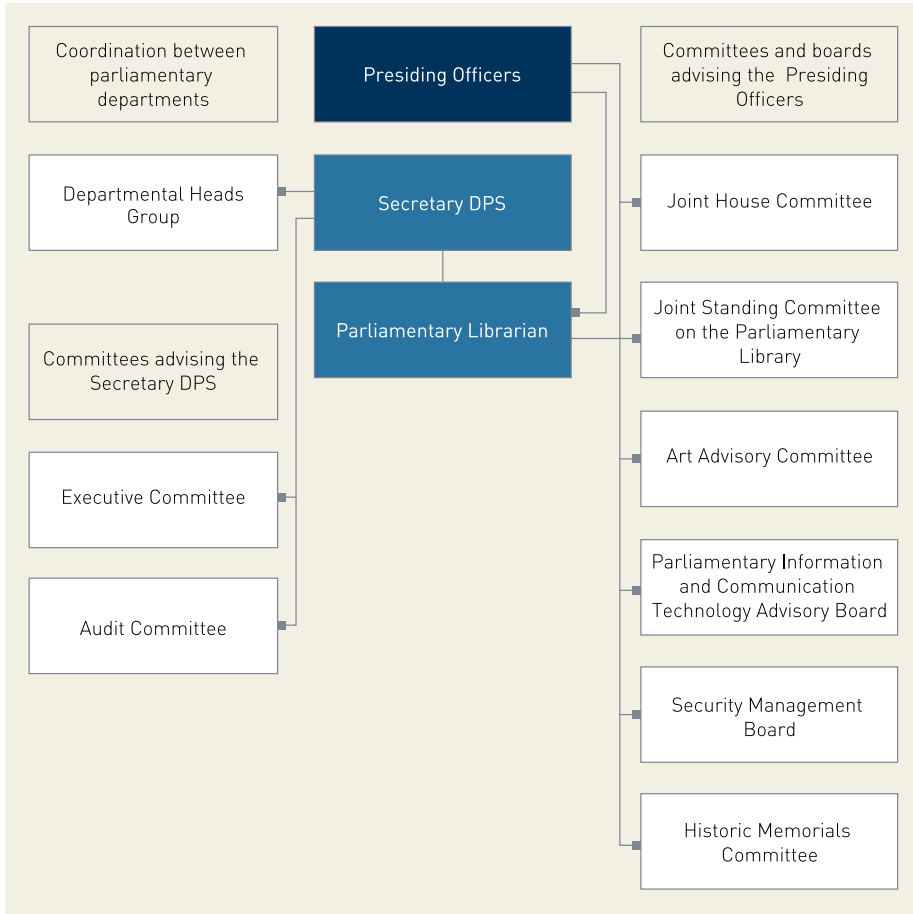 Coordination between
parliamentary
departments
Presiding Officers
Committees and boards
advising the Presiding
Officers
Departmental Heads
Group
Secretary DPS
Joint House Committee
Parliamentary Librarian
Joint Standing Committee
on the Parliamentary
Library
Committees advising the
Secretary DPS
Art Advisory Committee
Executive Committee
Parliamentary Information
and Communication
Technology Advisory Board
Audit Committee
Security Management
Board
Historic Memorials
Committee